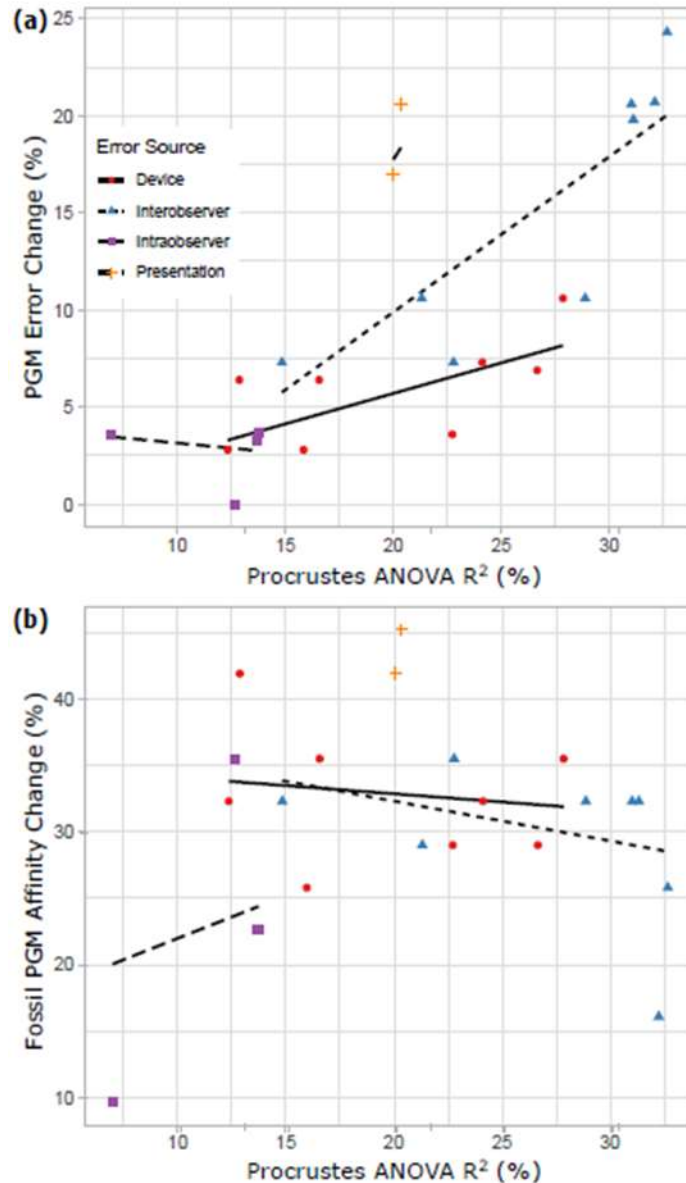 (a)
25
20
15
10
5
0
PGM Error Change (%)
Error Source
Device
Interobserver
Intraobserver
Presentation
10 15 20 25 30
Procrustes ANOVA R² (%)
(b)
40
30
20
10
Fossil PGM Affinity Change (%)
10 15 20 25 30
Procrustes ANOVA R² (%)